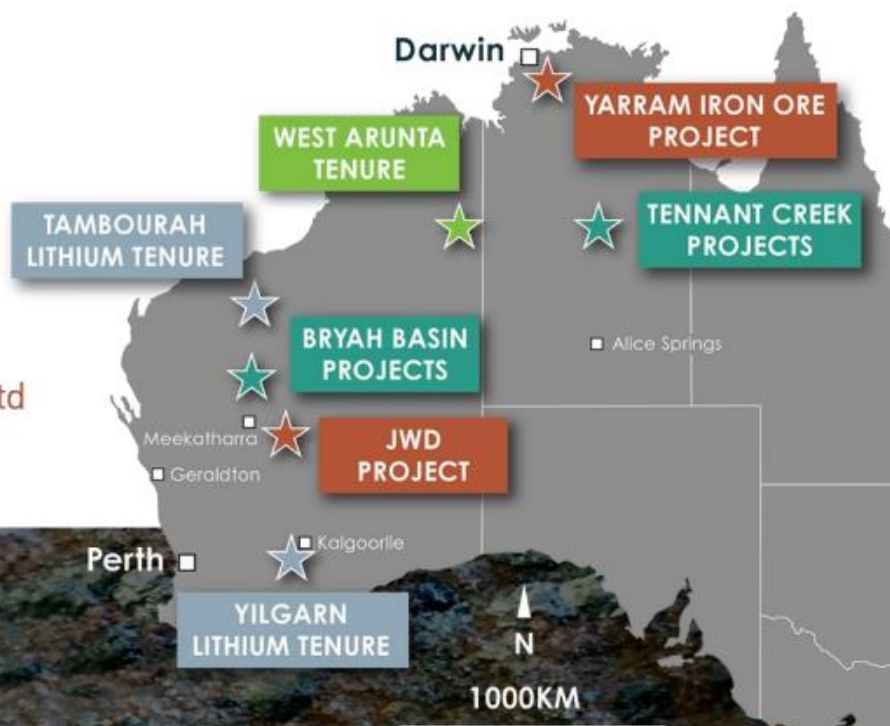 Darwin
YARRAM IRON ORE
PROJECT
WEST ARUNTA
TENURE
TENNANT CREEK
PROJECTS
TAMBOURAH
LITHIUM TENURE
BRYAH BASIN
PROJECTS
Alice Springs
td
Meekatharra
JWD
PROJECT
Geraldton
Kalgoorlie
Perth
YILGARN
LITHIUM TENURE
N
1000KM